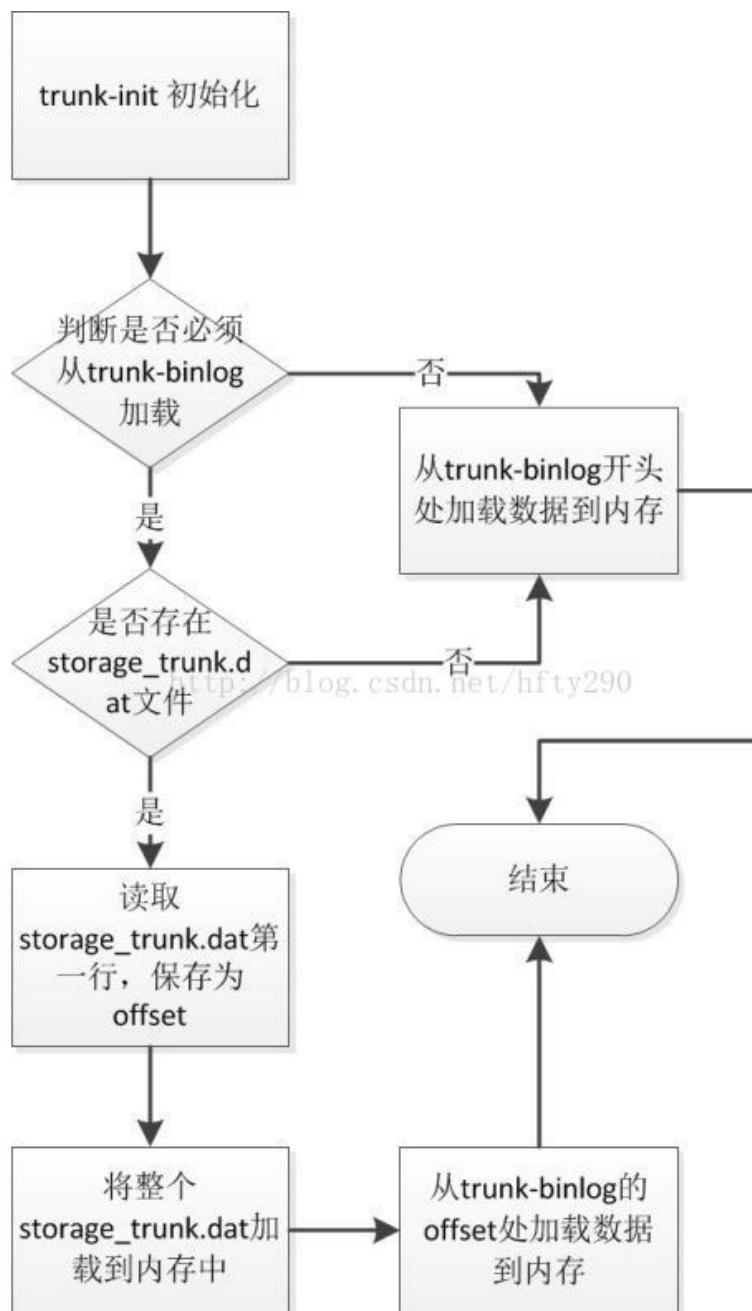 trunk-init 初始化
判断是否必须
从trunk-binlog
加载
否
从trunk-binlog开头
处加载数据到内存
是
是否存在
storage_trunk.d
at文件
否
http://blog.csdn.net/hfty290
是
读取
storage_trunk.dat第
一行，保存为
offset
结束
将整个
storage_trunk.dat加
载到内存中
从trunk-binlog的
offset处加载数据
到内存